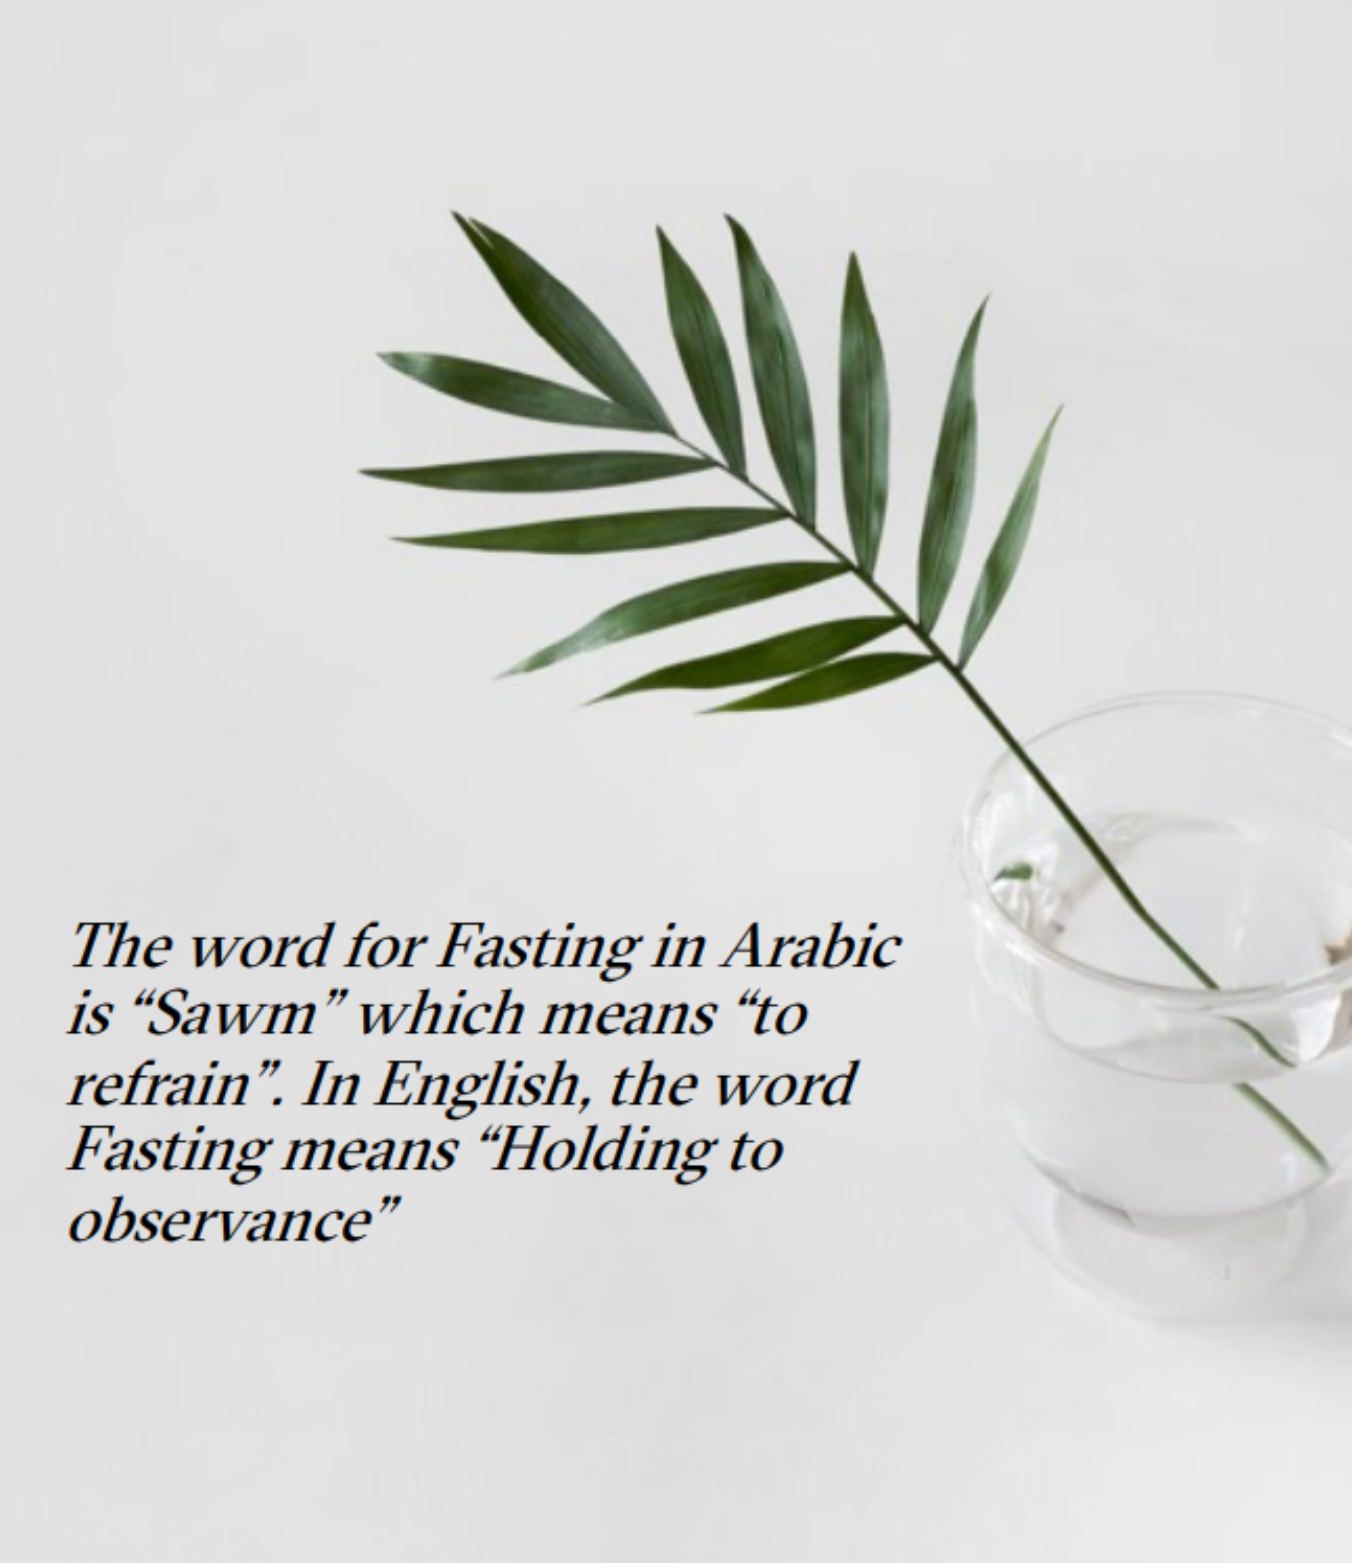 The word for Fasting in Arabic
is “Sawm” which means “to
refrain”. In English, the word
Fasting means “Holding to
observance”